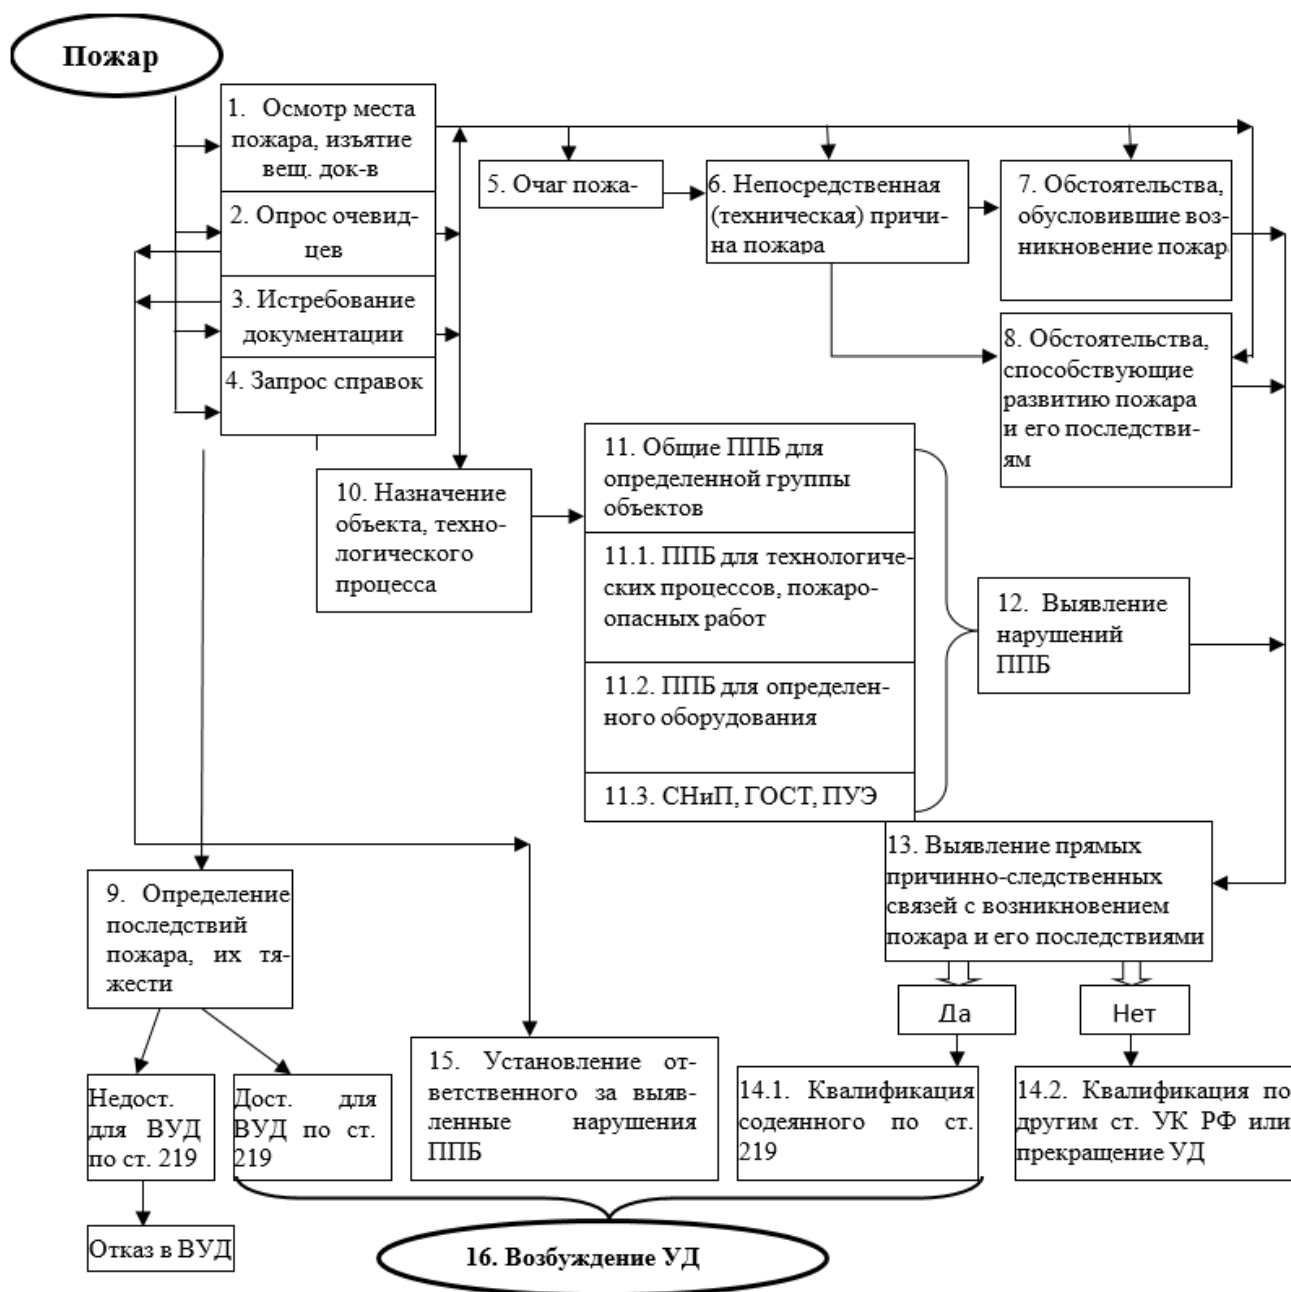 Пожар
1. Осмотр места
пожара, изъятие
вещ. док-в
2. Опрос очевид-
цев
3. Истребование
документации
4. Запрос справок
5. Очаг пожа-
6. Непосредственная
(техническая) причи-
на пожара
7. Обстоятельства,
обусловившие воз-
никновение пожар
8. Обстоятельства,
способствующие
развитию пожара
и его последстви-
ям
10. Назначение
объекта, техно-
логического
процесса
11. Общие ППБ для
определенной группы
объектов
11.1. ППБ для технологиче-
ских процессов, пожаро-
опасных работ
11.2. ППБ для определен-
ного оборудования
11.3. СНиП, ГОСТ, ПУЭ
12. Выявление
нарушений
ППБ
13. Выявление прямых
причинно-следственных
связей с возникновением
пожара и его последствиями
Да
Нет
9. Определение
последствий
пожара, их тя-
жести
Недост.
для ВУД
по ст. 219
Дост. для
ВУД по ст.
219
15. Установление от-
ветственного за выяв-
ленные нарушения
ППБ
14.1. Квалификация
содеянного по ст.
219
14.2. Квалификация по
другим ст. УК РФ или
прекращение УД
Отказ в ВУД
16. Возбуждение УД